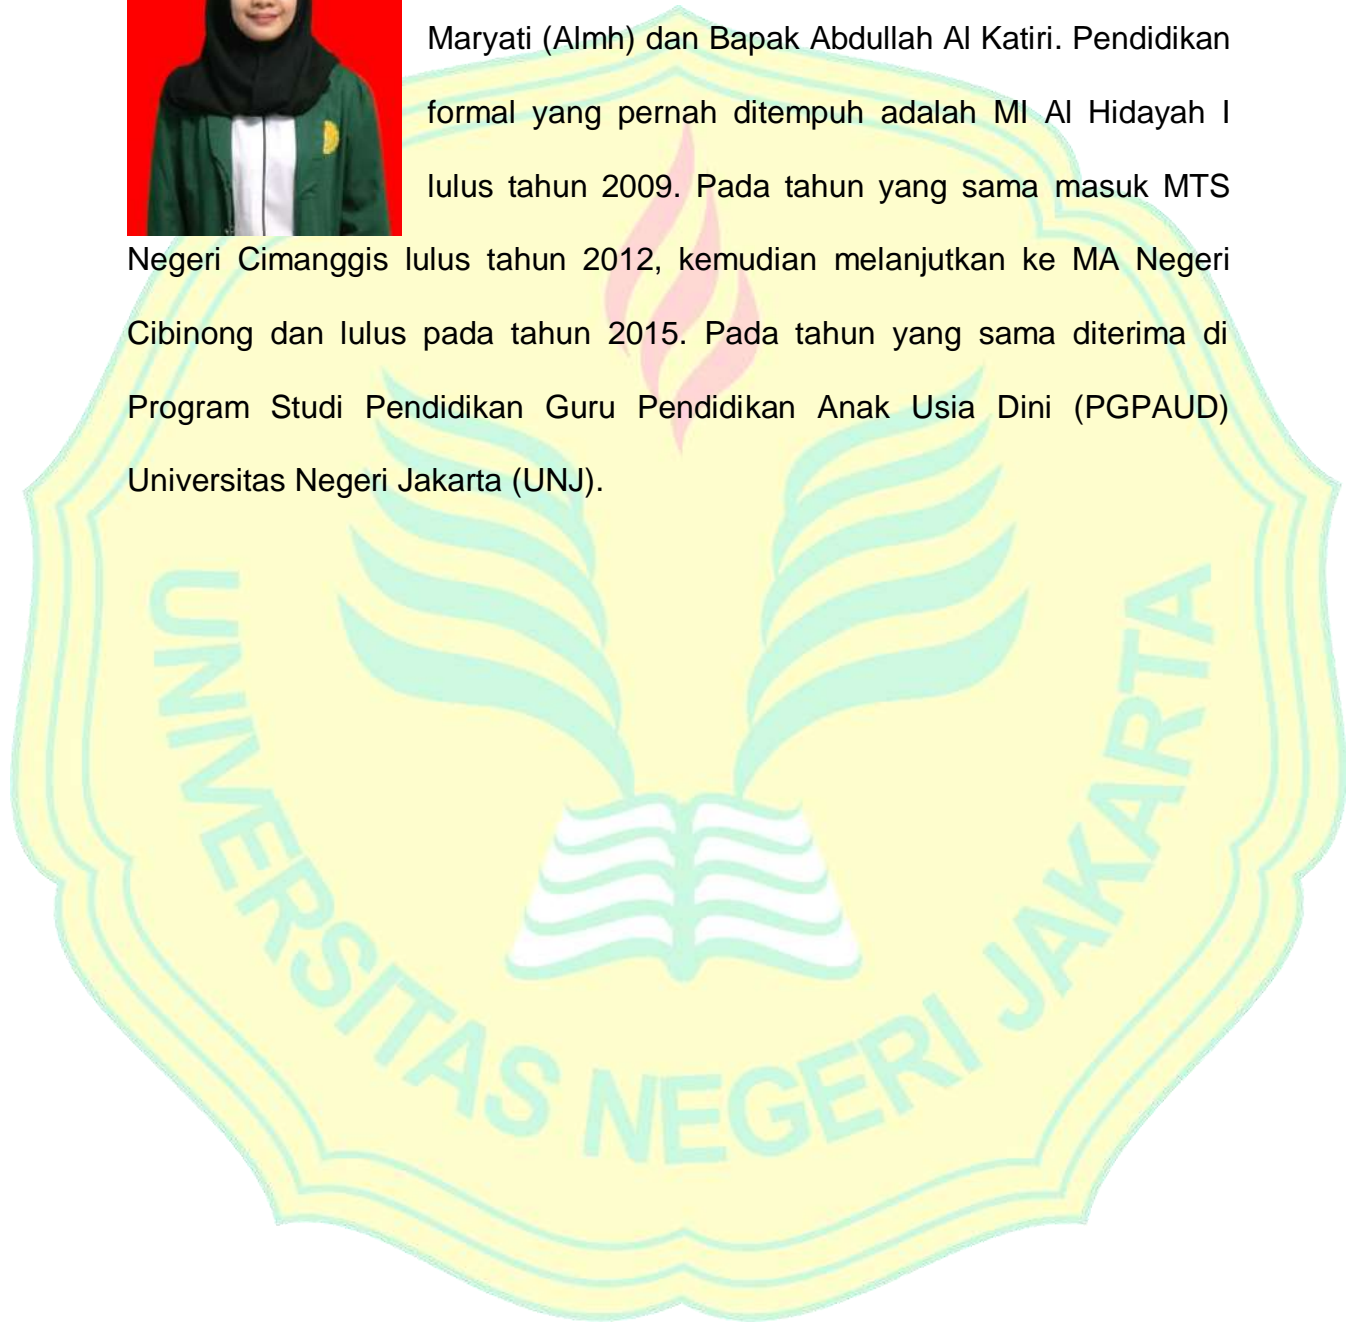 Maryati (Almh) dan Bapak Abdullah Al Katiri. Pendidikan
formal yang pernah ditempuh adalah MI Al Hidayah I
lulus tahun 2009. Pada tahun yang sama masuk MTS
Negeri Cimanggis lulus tahun 2012, kemudian melanjutkan ke MA Negeri
Cibinong dan lulus pada tahun 2015. Pada tahun yang sama diterima di
Program Studi Pendidikan Guru Pendidikan Anak Usia Dini (PGPAUD)
Universitas Negeri Jakarta (UNJ).
UNIVERSITAS NEGERI JAKARTA